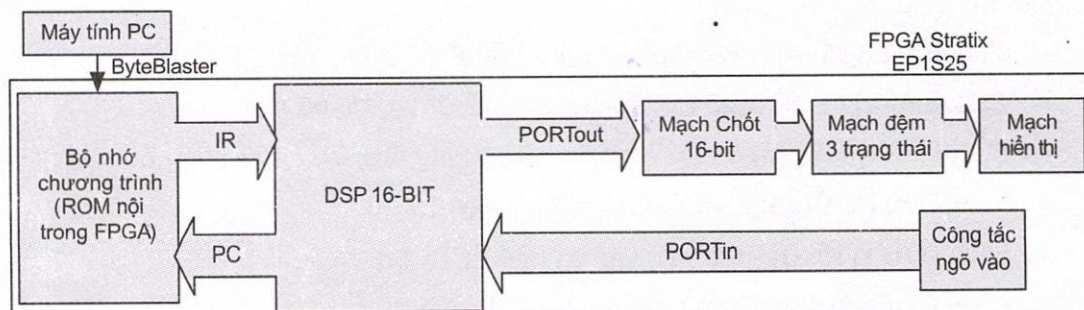 Máy tính PC
ByteBlaster
FPGA Stratix
EP1S25
Bộ nhớ
chương trình
(ROM nội
trong FPGA)
IR
PC
DSP 16-BIT
PORTout
Mạch Chốt
16-bit
Mạch đệm
3 trạng thái
Mạch
hiển thị
PORTin
Công tắc
ngõ vào